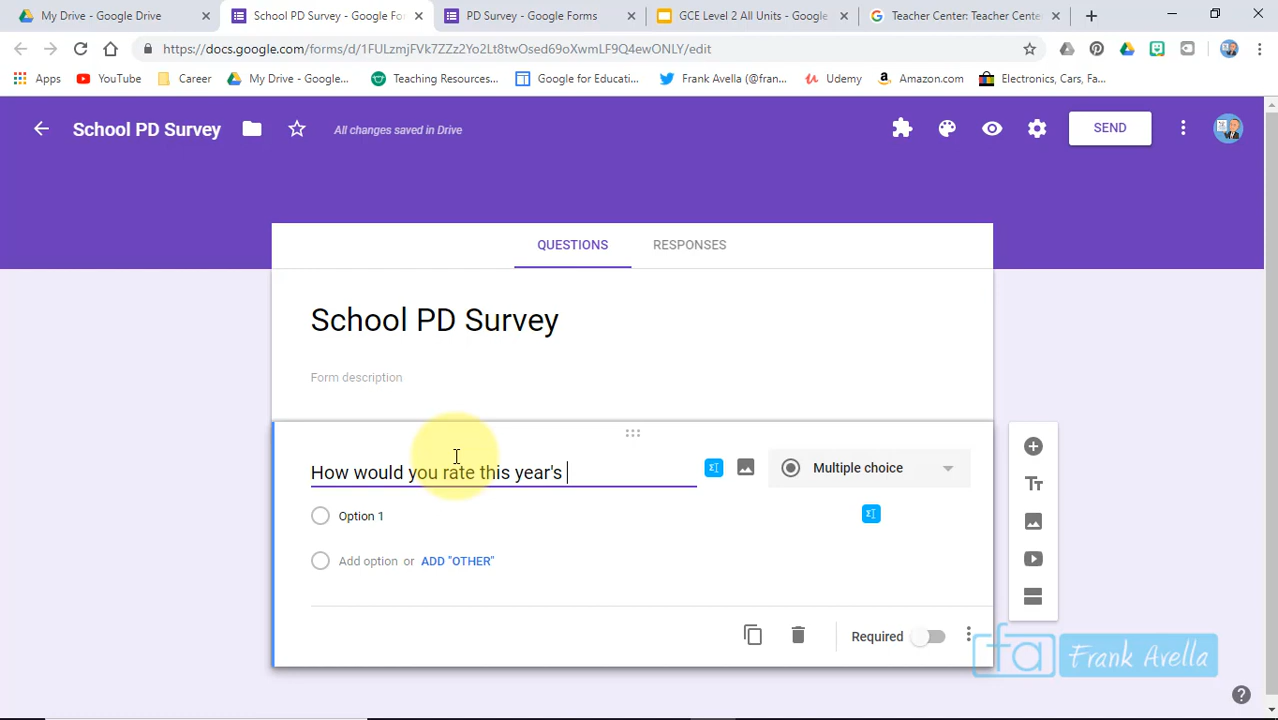 My Drive - Google Drive
School PD Survey - Google For
PD Survey - Google Forms
GCE Level 2 All Units - Google
Teacher Center: Teacher Cente
https://docs.google.com/forms/d/1FULzmjFVk7ZZz2Yo2Lt8twOsed69oXwmLF9Q4ewONLY/edit
Apps
YouTube
Career
My Drive - Google...
Teaching Resources...
Google for Educati...
Frank Avella (@fran...
Udemy
Amazon.com
Electronics, Cars, Fa...
School PD Survey
All changes saved in Drive
SEND
QUESTIONS
RESPONSES
School PD Survey
Form description
How would you rate this year's
Multiple choice
Option 1
Add option or ADD "OTHER"
Required
fa Frank Avella